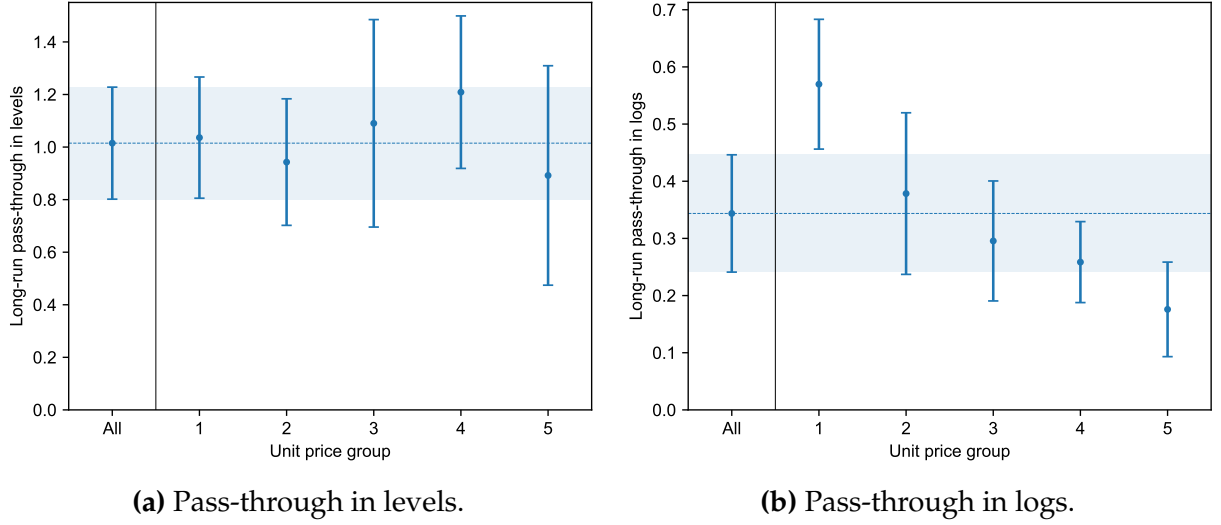 1.4
1.2
1.0
0.8
0.6
0.4
0.2
0.0
Long-run pass-through in levels
All 1 2 3 4 5
Unit price group
(a) Pass-through in levels.
0.7
0.6
0.5
0.4
0.3
0.2
0.1
0.0
Long-run pass-through in logs
All 1 2 3 4 5
Unit price group
(b) Pass-through in logs.